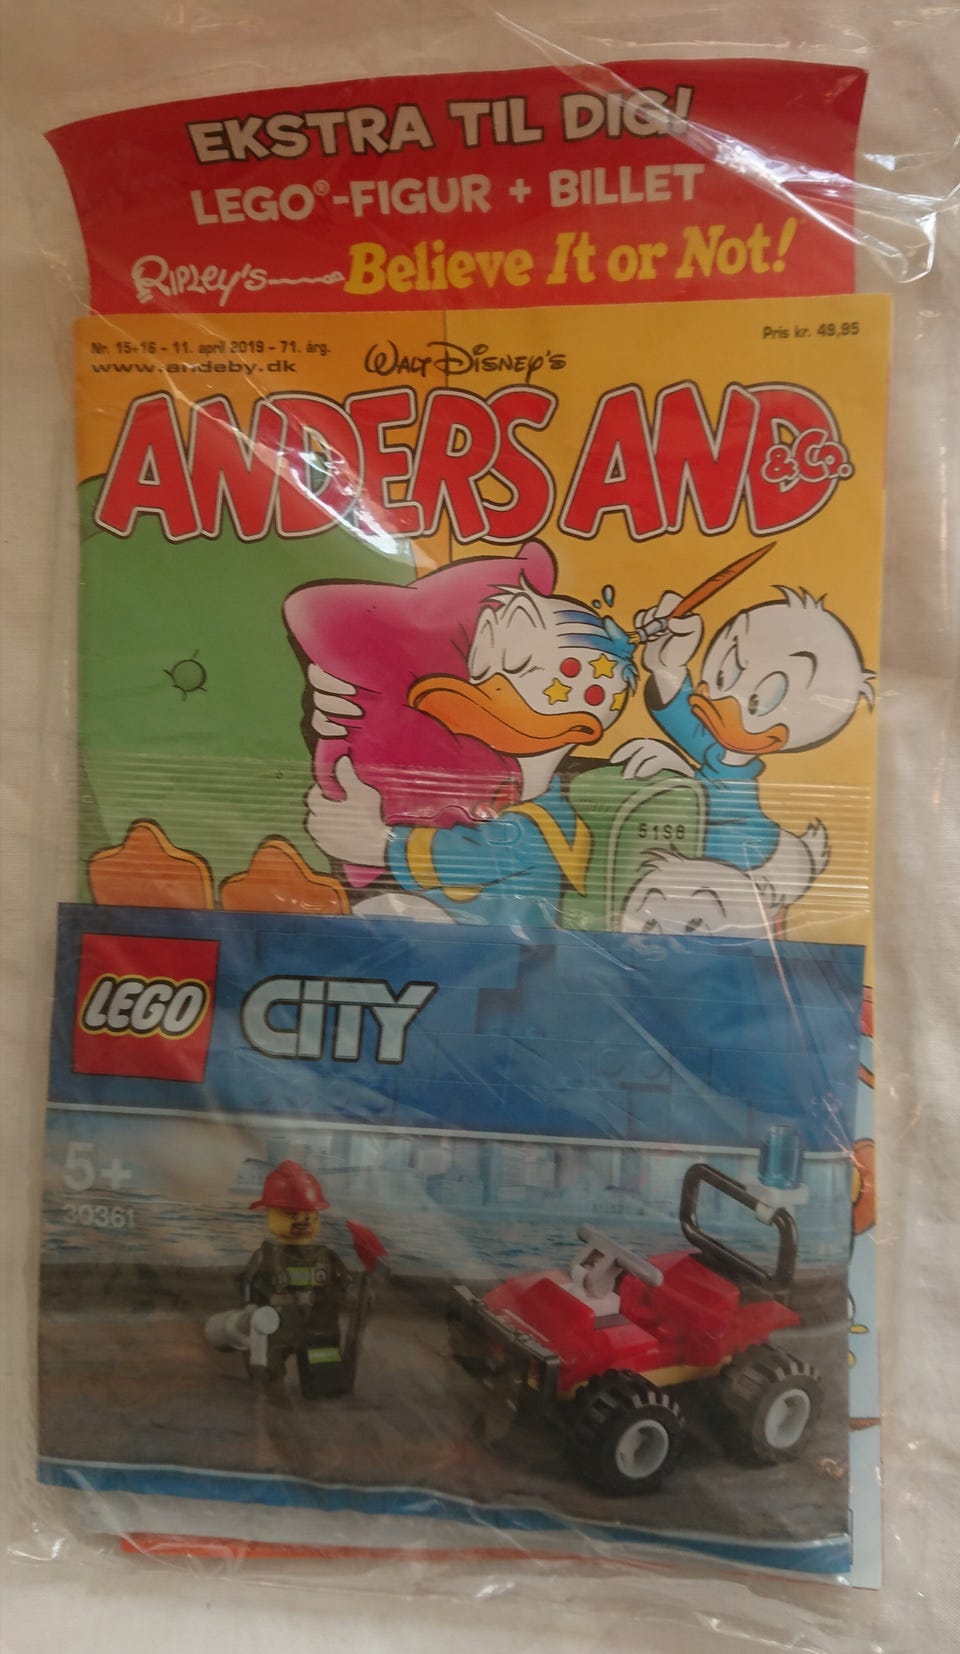 EKSTRA TIL DIG!
LEGO®-FIGUR + BILLET
RIPLEY'S Believe It or Not!
Nr. 15-16 - 11. april 2019 - 71. årg.
Pris kr. 49,95
www.andeby.dk
WALT DISNEY'S
ANDERS AND
& Co.
5198
LEGO CITY
5+
30361